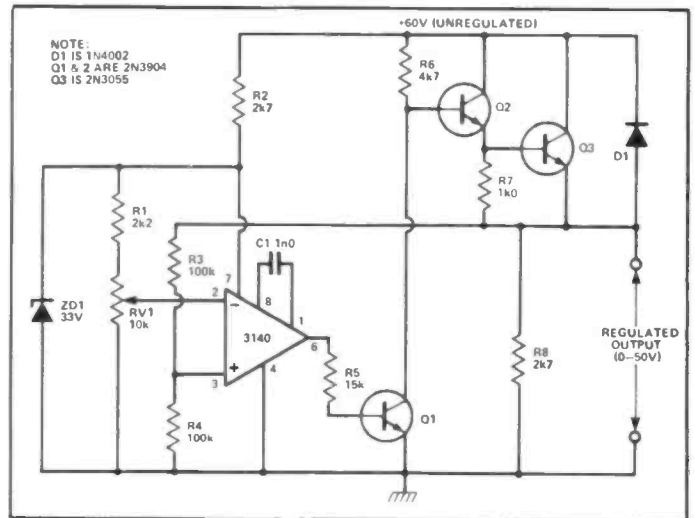 NOTE:
D1 IS 1N4002
Q1 & 2 ARE 2N3904
Q3 IS 2N3055
+60V (UNREGULATED)
R6
4k7
R2
2k7
Q2
Q3
D1
R7
1k0
R1
2k2
R3
100k
C1 1n0
7
8
1
2
ZD1
33V
RV1
10k
3140
6
3
4
R5
15k
R8
2k7
REGULATED
OUTPUT
(0–50V)
R4
100k
Q1